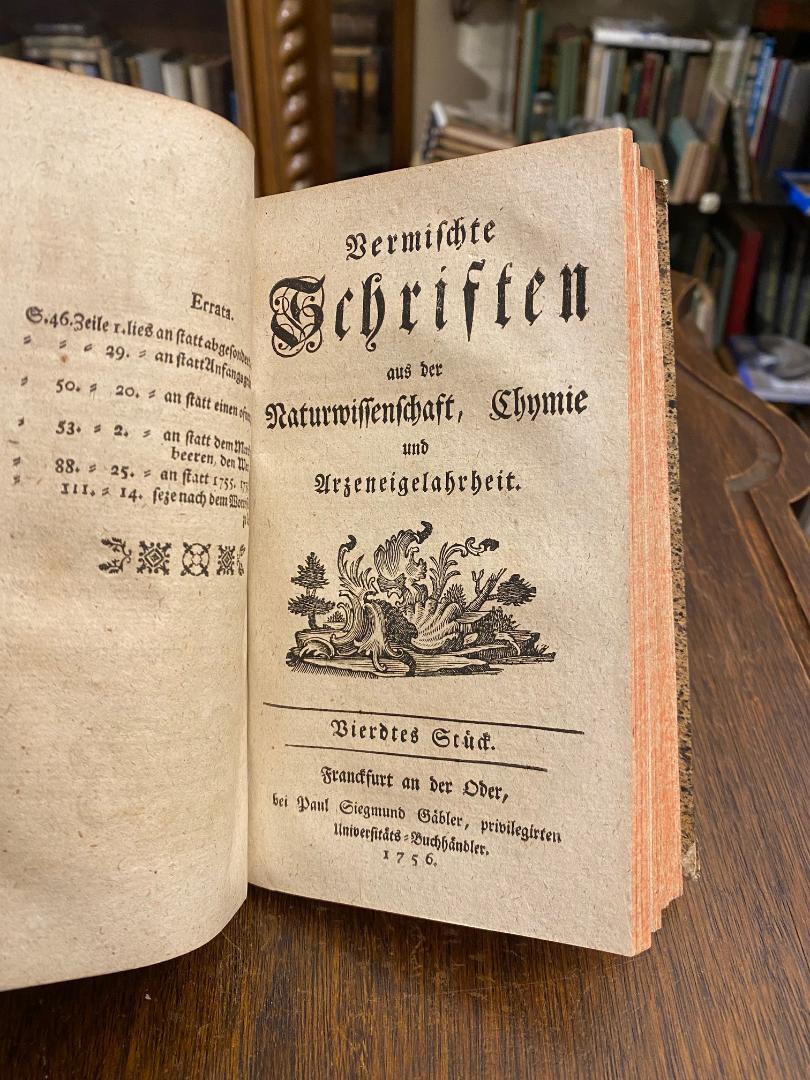 Errata.
S. 46. Zeile 1. lies an statt abgesondert
〃 〃 〃 29. 〃 an statt Anfangsgrü
〃 50. 〃 20. 〃 an statt einen
〃 53. 〃 2. 〃 an statt dem
beeren, den
〃 88. 〃 25. 〃 an statt 1755.
〃 111. 〃 14. seze nach dem
Vermischte
Schriften
aus der
Naturwissenschaft, Chymie
und
Arzeneigelahrheit.
Vierdtes Stück.
Franckfurt an der Oder,
bei Paul Siegmund Gäbler, privilegirten
Universitäts-Buchhändler.
1756.